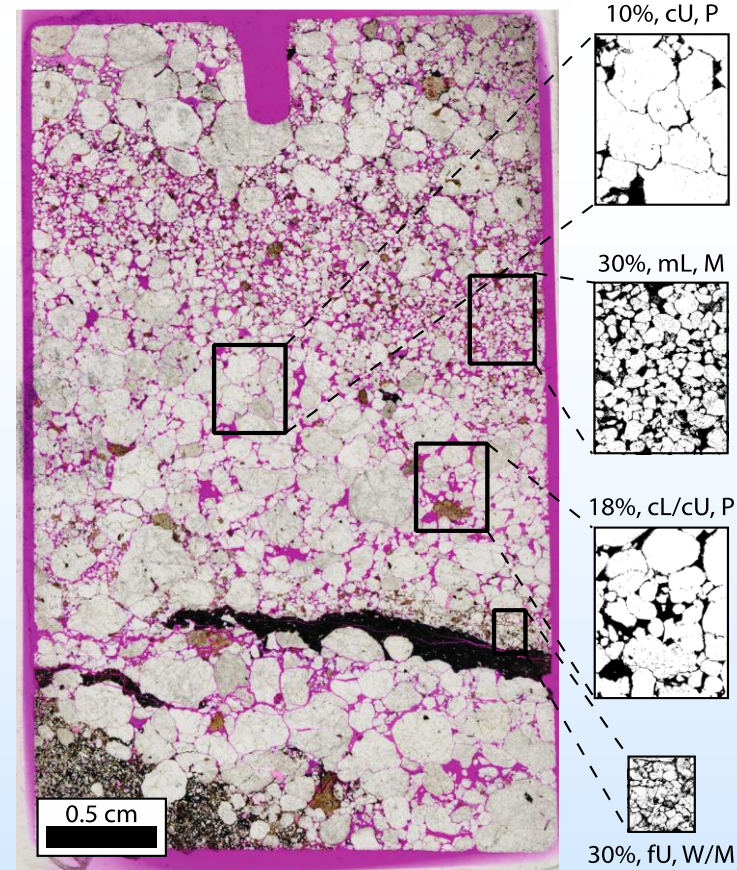 10%, cU, P
30%, mL, M
18%, cL/cU, P
0.5 cm
30%, fU, W/M